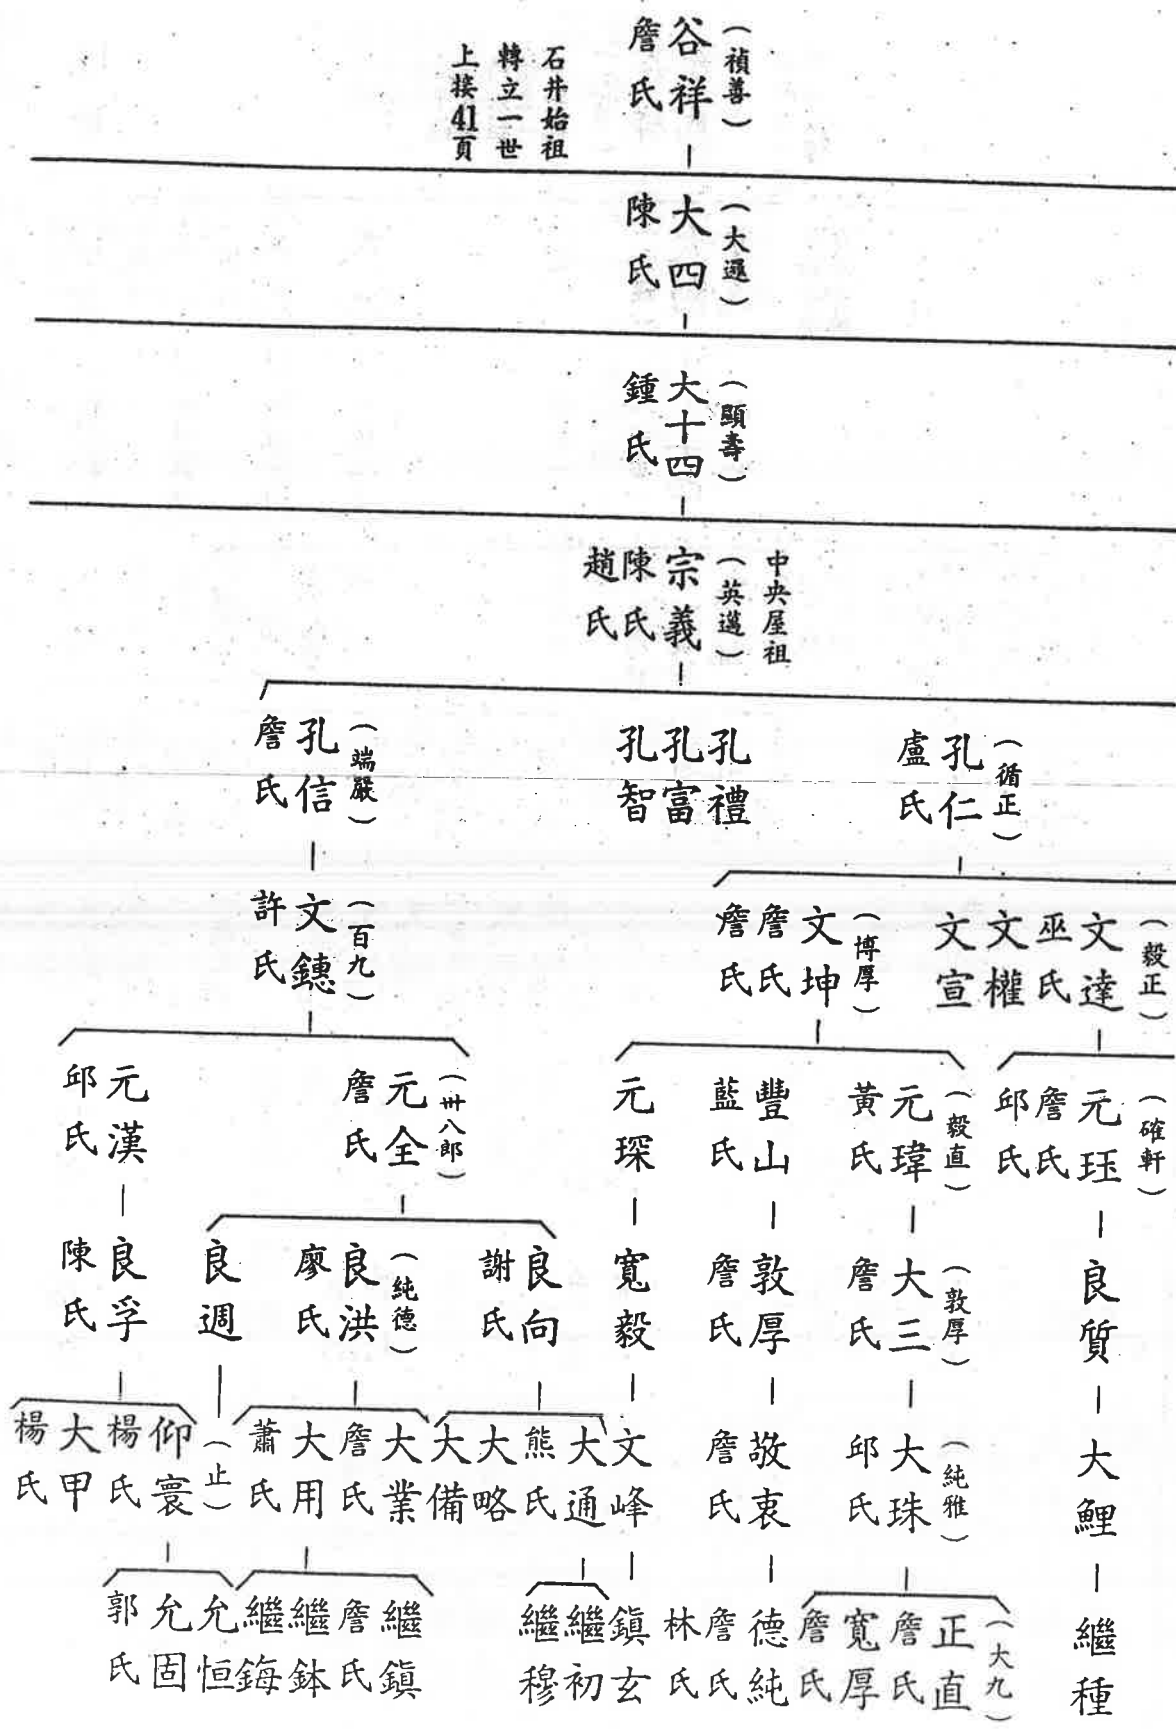 （禎善）
谷祥
詹氏
石井始祖
轉立一世
上接41頁
（大遜）
大四
陳氏
（顯壽）
大十四
鍾氏
中央屋祖
（英邁）
宗義
陳氏
趙氏
（循正）
孔仁
盧氏
孔禮
孔富
孔智
（端嚴）
孔信
詹氏
（毅正）
文達
巫氏
文權
文宣
（博厚）
文坤
詹氏
詹氏
（百九）
文鏸
許氏
（確軒）
元珏
詹氏
邱氏
（毅直）
元瑋
黃氏
豐山
藍氏
元琛
（卅八郎）
元全
詹氏
元漢
邱氏
良質
（敦厚）
大三
詹氏
敦厚
詹氏
寬毅
良向
謝氏
（純德）
良洪
廖氏
良週
良孚
陳氏
大鯉
（純雅）
大珠
邱氏
敬衷
詹氏
文峰
大通
熊氏
大略
大備
大業
詹氏
大用
蕭氏
（止）
仰寰
楊氏
大甲
楊氏
繼種
（大九）
正直
詹氏
寬厚
詹氏
德純
詹氏
林氏
鎮玄
繼初
繼穆
繼鎮
詹氏
繼鉢
繼鋂
允恒
允固
郭氏